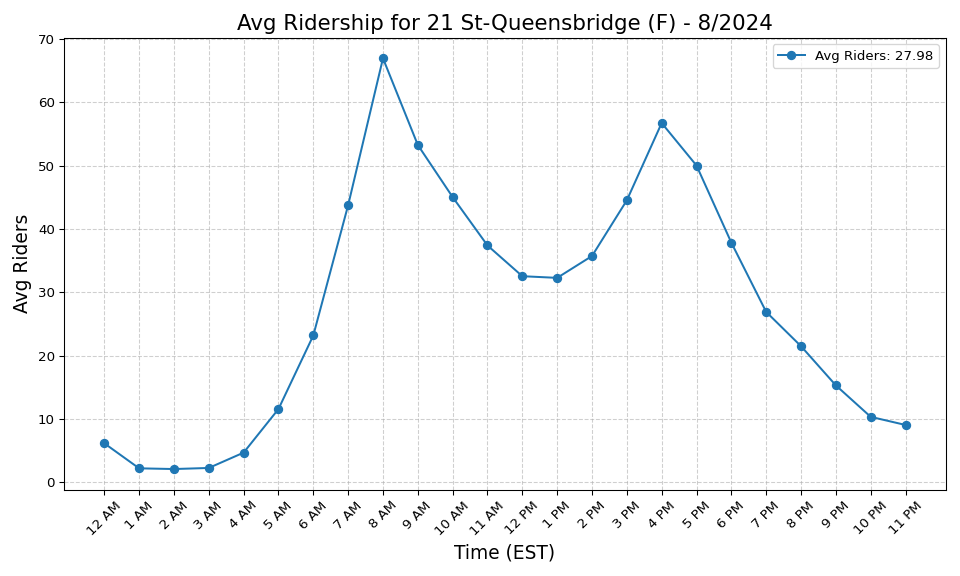 Avg Ridership for 21 St-Queensbridge (F) - 8/2024
Avg Riders: 27.98
70
60
50
40
30
20
10
0
Avg Riders
12 AM
1 AM
2 AM
3 AM
4 AM
5 AM
6 AM
7 AM
8 AM
9 AM
10 AM
11 AM
12 PM
1 PM
2 PM
3 PM
4 PM
5 PM
6 PM
7 PM
8 PM
9 PM
10 PM
11 PM
Time (EST)